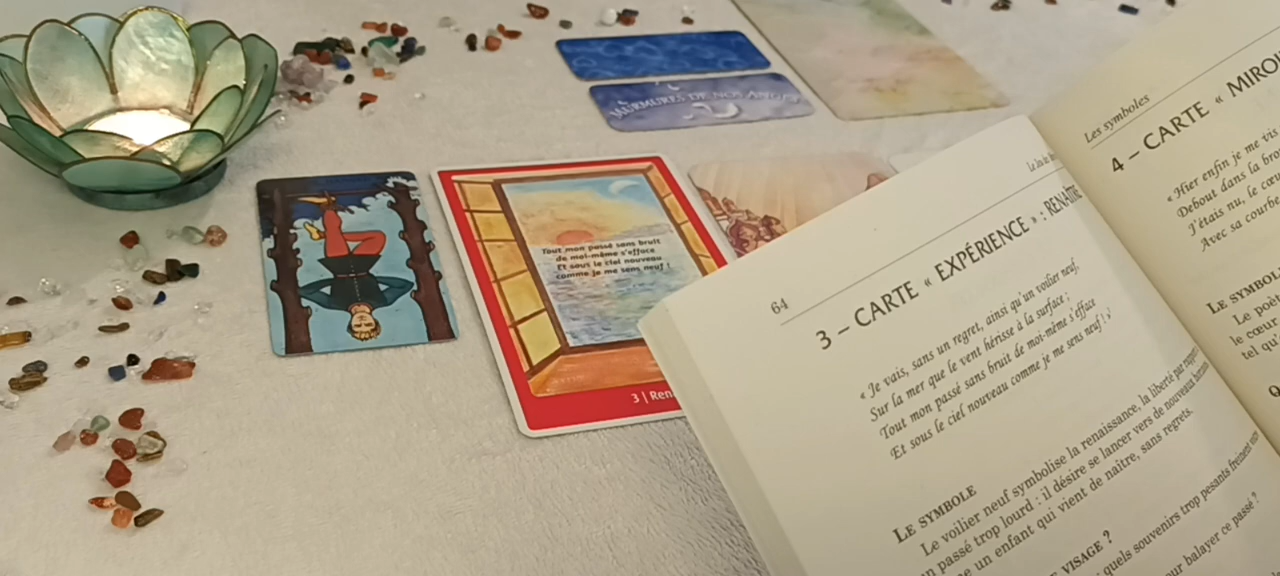 MURMURES DE NOS ANGES
Tout mon passé sans bruit
de moi-même s'efface
Et sous le ciel nouveau
comme je me sens neuf !
3 | Ren
64
3 – CARTE « EXPÉRIENCE » : RENAÎTRE
« Je vais, sans un regret, ainsi qu'un voilier neuf,
Sur la mer que le vent hérisse à la surface ;
Tout mon passé sans bruit de moi-même s'efface
Et sous le ciel nouveau comme je me sens neuf ! »
LE SYMBOLE
Le voilier neuf symbolise la renaissance, la liberté par
un passé trop lourd : il désire se lancer vers de nouveaux
un enfant qui vient de naître, sans regrets.
VISAGE ?
quels souvenirs trop pesants freinent
pour balayer ce passé ?
Les symboles
4 – CARTE « MIROI
« Hier enfin je me vis
Debout dans la
J'étais nu, le cœu
Avec sa courbe
LE SYMBOL
Le poè
le cœur
tel qu'
Q